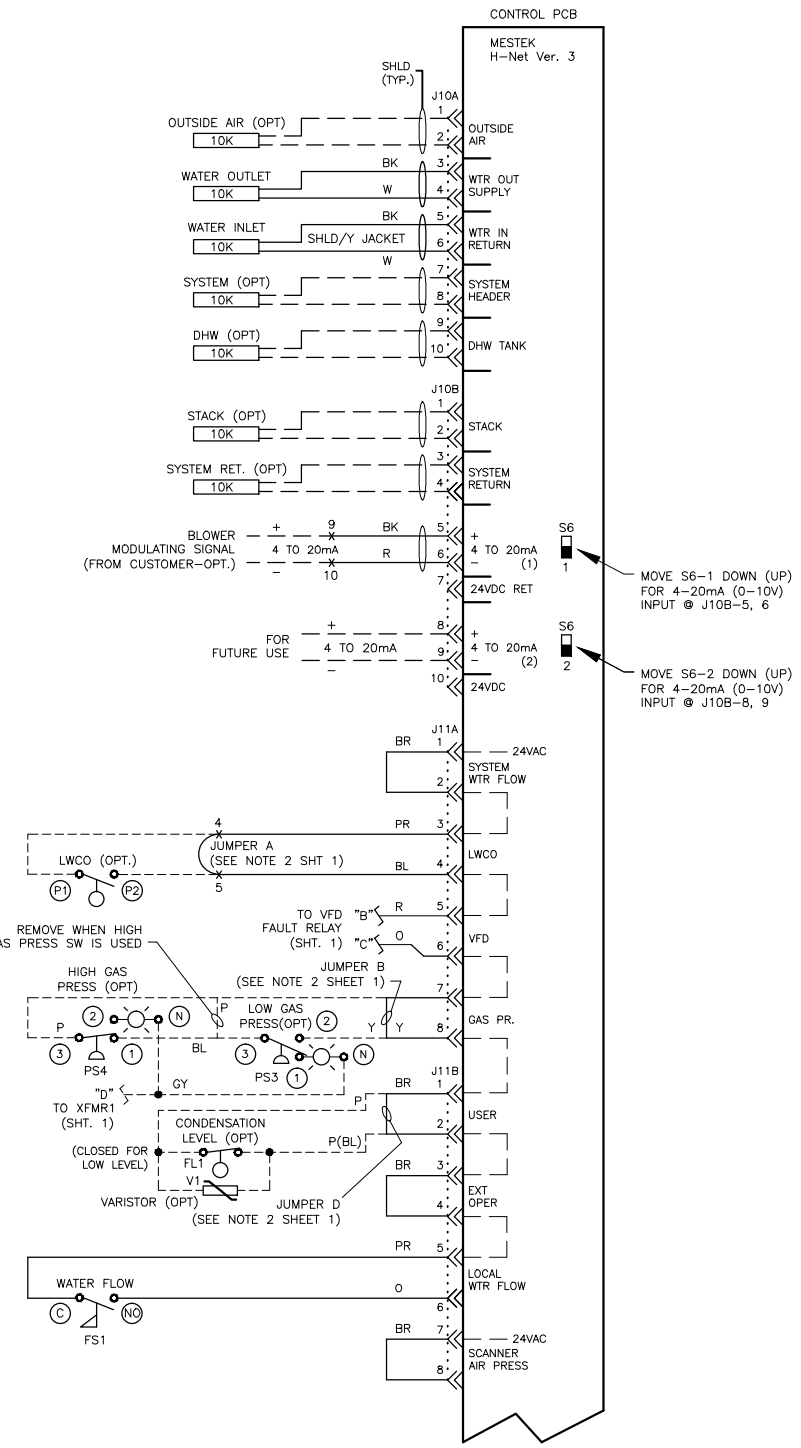 CONTROL PCB
MESTEK
H-Net Ver. 3
SHLD
(TYP.)
J10A
1
OUTSIDE AIR (OPT)
10K
2
OUTSIDE
AIR
BK
3
WATER OUTLET
10K
W
4
WTR OUT
SUPPLY
BK
5
WATER INLET
10K
SHLD/Y JACKET
6
WTR IN
RETURN
W
7
SYSTEM (OPT)
10K
8
SYSTEM
HEADER
9
DHW (OPT)
10K
10
DHW TANK
J10B
1
STACK (OPT)
10K
2
STACK
3
SYSTEM RET. (OPT)
10K
4
SYSTEM
RETURN
BLOWER
MODULATING SIGNAL
(FROM CUSTOMER-OPT.)
+
9
BK
5
4 TO 20mA
R
6
−
10
+
4 TO 20mA
−
(1)
S6
1
MOVE S6-1 DOWN (UP)
FOR 4-20mA (0-10V)
INPUT @ J10B-5, 6
7
24VDC RET
FOR
FUTURE USE
+
4 TO 20mA
−
8
9
+
4 TO 20mA
−
(2)
S6
2
MOVE S6-2 DOWN (UP)
FOR 4-20mA (0-10V)
INPUT @ J10B-8, 9
10
24VDC
J11A
BR
1
24VAC
2
SYSTEM
WTR FLOW
4
PR
3
JUMPER A
(SEE NOTE 2 SHT 1)
LWCO
LWCO (OPT.)
P1
P2
5
BL
4
TO VFD
FAULT RELAY
(SHT. 1)
"B"
R
5
"C"
O
6
VFD
REMOVE WHEN HIGH
AS PRESS SW IS USED
JUMPER B
(SEE NOTE 2 SHEET 1)
HIGH GAS
PRESS (OPT)
2
N
P
3
1
PS4
P
BL
LOW GAS
PRESS(OPT)
2
3
1
N
PS3
Y
Y
7
8
GAS PR.
"D"
TO XFMR1
(SHT. 1)
GY
J11B
P
BR
1
USER
CONDENSATION
LEVEL (OPT)
P(BL)
2
(CLOSED FOR
LOW LEVEL)
FL1
V1
VARISTOR (OPT)
JUMPER D
(SEE NOTE 2 SHEET 1)
BR
3
4
EXT
OPER
PR
5
WATER FLOW
C
NO
FS1
O
6
LOCAL
WTR FLOW
BR
7
24VAC
8
SCANNER
AIR PRESS